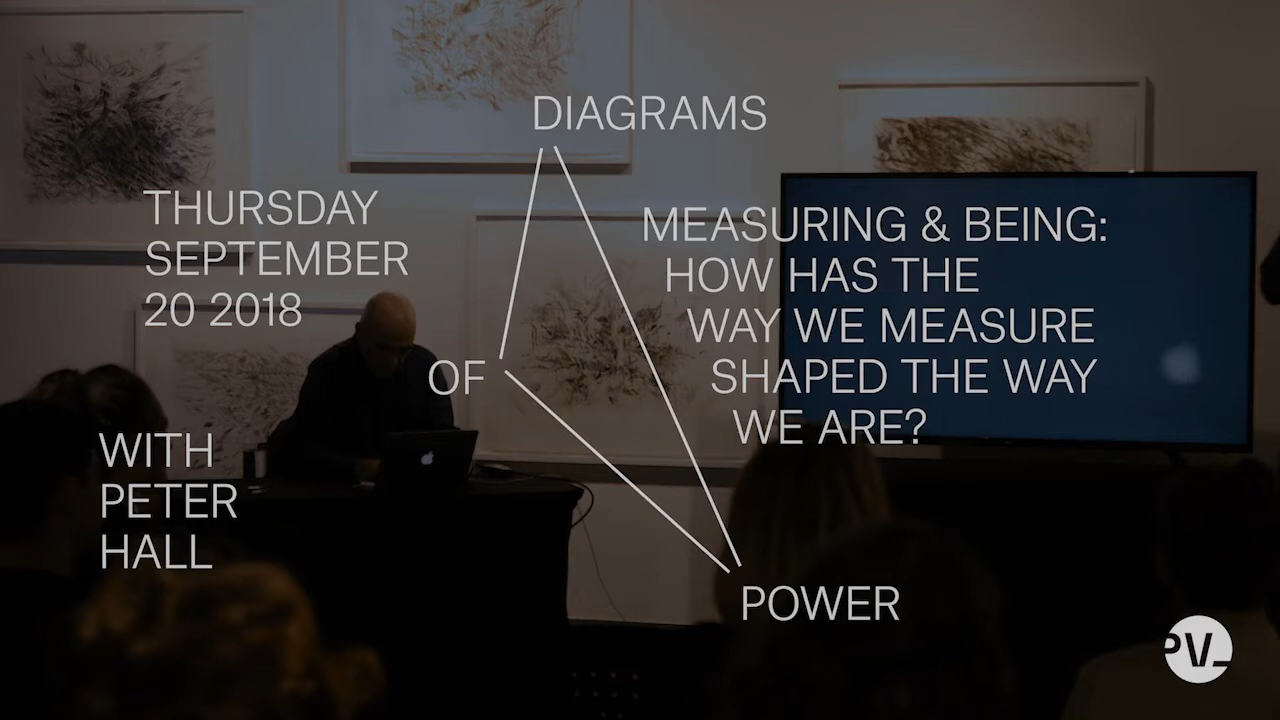 DIAGRAMS
OF
POWER
THURSDAY
SEPTEMBER
20 2018
MEASURING & BEING:
HOW HAS THE
WAY WE MEASURE
SHAPED THE WAY
WE ARE?
WITH
PETER
HALL
PV_